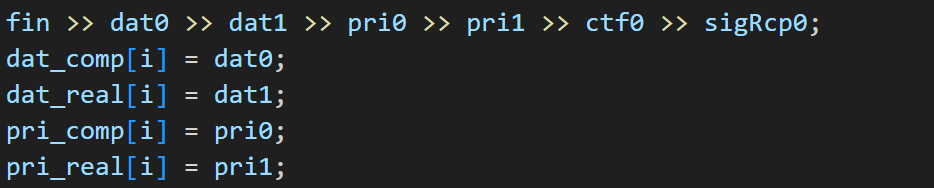 fin >> dat0 >> dat1 >> pri0 >> pri1 >> ctf0 >> sigRcp0;
dat_comp[i] = dat0;
dat_real[i] = dat1;
pri_comp[i] = pri0;
pri_real[i] = pri1;